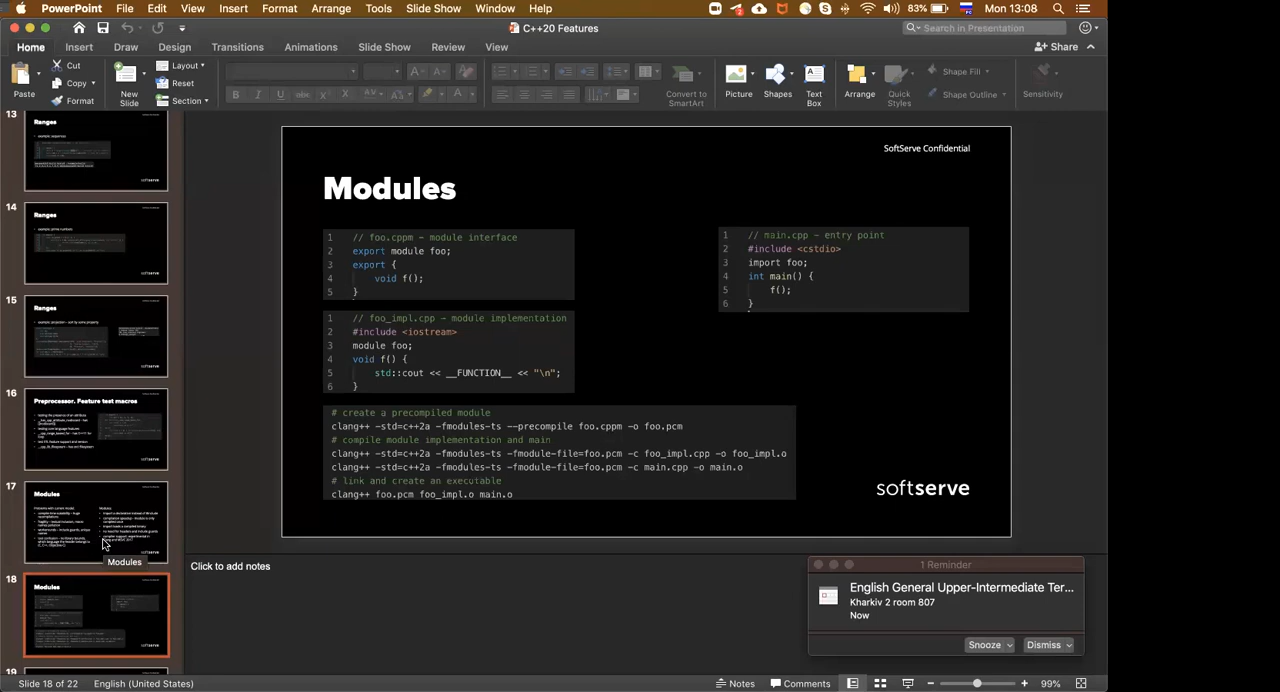 PowerPoint File Edit View Insert Format Arrange Tools Slide Show Window Help 83% Mon 13:08
C++20 Features
Search in Presentation
Home Insert Draw Design Transitions Animations Slide Show Review View Share
Paste
Cut
Copy
Format
New Slide
Layout
Reset
Section
Convert to SmartArt
Picture
Shapes
Text Box
Arrange
Quick Styles
Shape Fill
Shape Outline
Sensitivity
13
Ranges
softserve
14
Ranges
softserve
15
Ranges
softserve
16
Preprocessor. Feature test macros
softserve
17
Modules
softserve
Modules
18
Modules
softserve
19
SoftServe Confidential
Modules
1 // foo.cppm – module interface
2 export module foo;
3 export {
4 void f();
5 }
1 // foo_impl.cpp – module implementation
2 #include <iostream>
3 module foo;
4 void f() {
5 std::cout << __FUNCTION__ << "\n";
6 }
1 // main.cpp – entry point
2 #include <cstdio>
3 import foo;
4 int main() {
5 f();
6 }
# create a precompiled module
clang++ -std=c++2a -fmodules-ts --precompile foo.cppm -o foo.pcm
# compile module implementation and main
clang++ -std=c++2a -fmodules-ts -fmodule-file=foo.pcm -c foo_impl.cpp -o foo_impl.o
clang++ -std=c++2a -fmodules-ts -fmodule-file=foo.pcm -c main.cpp -o main.o
# link and create an executable
clang++ foo.pcm foo_impl.o main.o
softserve
Click to add notes
1 Reminder
English General Upper-Intermediate Ter...
Kharkiv 2 room 807
Now
Snooze Dismiss
Slide 18 of 22 English (United States) Notes Comments 99%